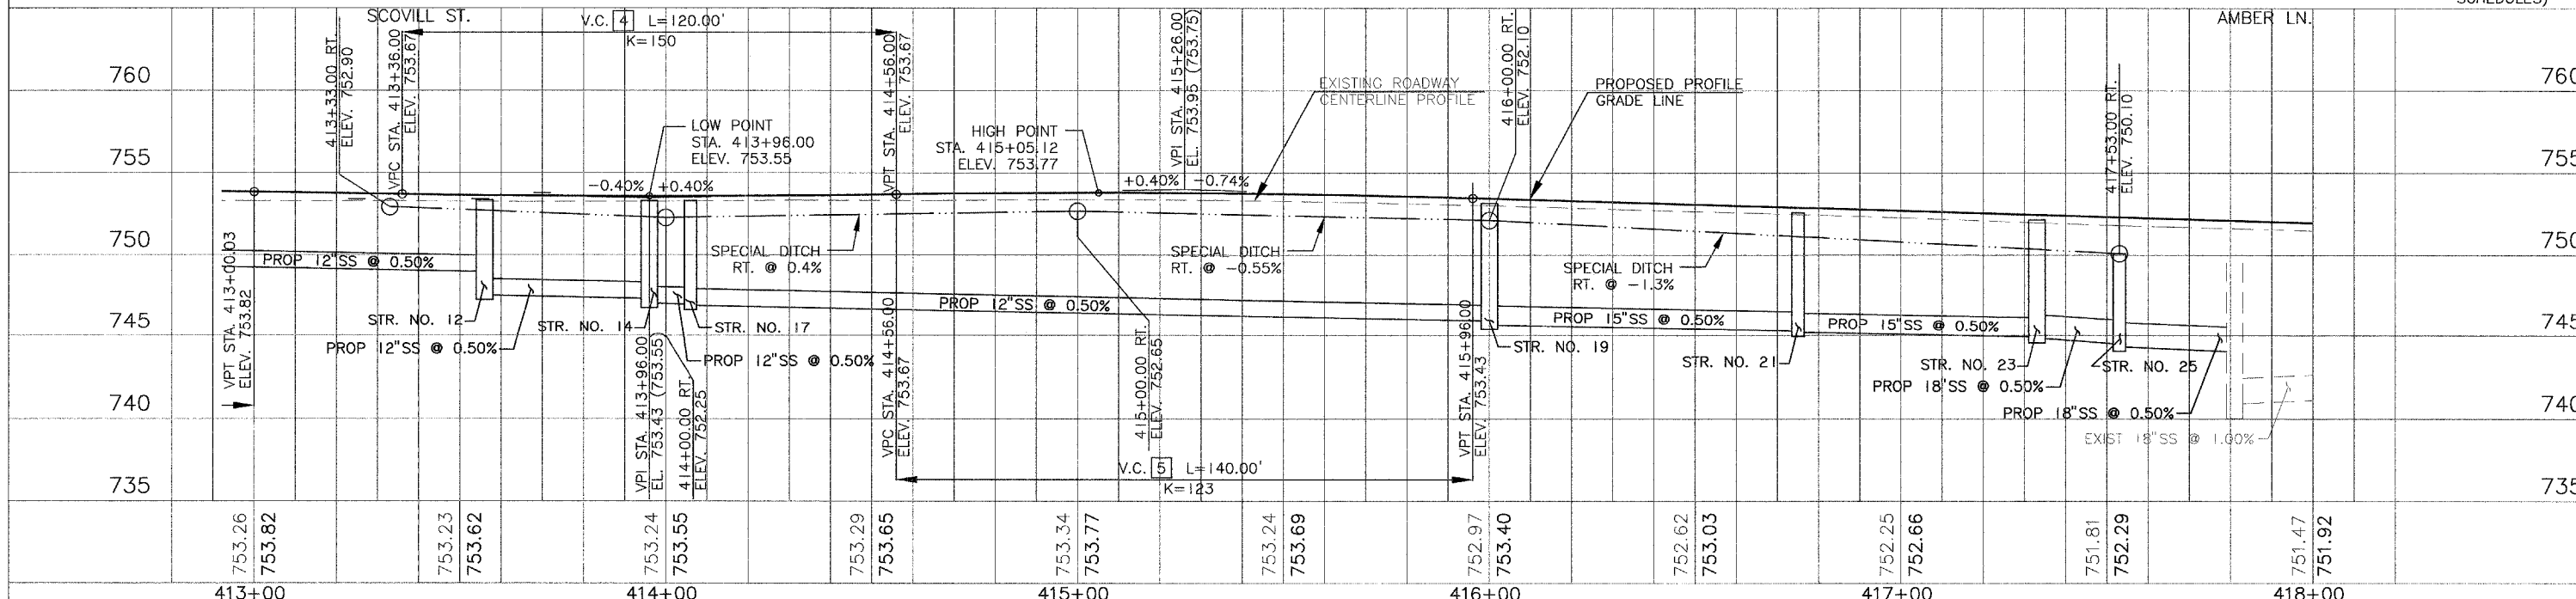 SCHEDULES)
SCOVILL ST.
V.C. 4 L=120.00'
K=150
AMBER LN.
413+33.00 RT.
ELEV. 752.90
VPC STA. 413+36.00
ELEV. 753.67
VPT STA. 414+56.00
ELEV. 753.67
VPI STA. 415+26.00
EL. 753.95 (753.75)
416+00.00 RT.
ELEV. 752.10
417+53.00 RT.
ELEV. 750.10
760
760
EXISTING ROADWAY
CENTERLINE PROFILE
PROPOSED PROFILE
GRADE LINE
LOW POINT
STA. 413+96.00
ELEV. 753.55
HIGH POINT
STA. 415+05.12
ELEV. 753.77
755
755
-0.40% +0.40%
+0.40% -0.74%
750
750
SPECIAL DITCH
RT. @ 0.4%
SPECIAL DITCH
RT. @ -0.55%
SPECIAL DITCH
RT. @ -1.3%
PROP 12"SS @ 0.50%
VPT STA. 413+00.03
ELEV. 753.82
PROP 12"SS @ 0.50%
PROP 15"SS @ 0.50%
PROP 15"SS @ 0.50%
745
745
STR. NO. 12
STR. NO. 14
STR. NO. 17
STR. NO. 19
STR. NO. 21
STR. NO. 23
STR. NO. 25
PROP 12"SS @ 0.50%
PROP 12"SS @ 0.50%
PROP 18"SS @ 0.50%
PROP 18"SS @ 0.50%
EXIST 18"SS @ 1.00%
740
740
VPI STA. 413+96.00
EL. 753.43 (753.55)
414+00.00 RT.
ELEV. 752.25
VPC STA. 414+56.00
ELEV. 753.67
415+00.00 RT.
ELEV. 752.65
VPT STA. 415+96.00
ELEV. 753.43
V.C. 5 L=140.00'
K=123
735
735
753.26
753.82
753.23
753.62
753.24
753.55
753.29
753.65
753.34
753.77
753.24
753.69
752.97
753.40
752.62
753.03
752.25
752.66
751.81
752.29
751.47
751.92
413+00
414+00
415+00
416+00
417+00
418+00